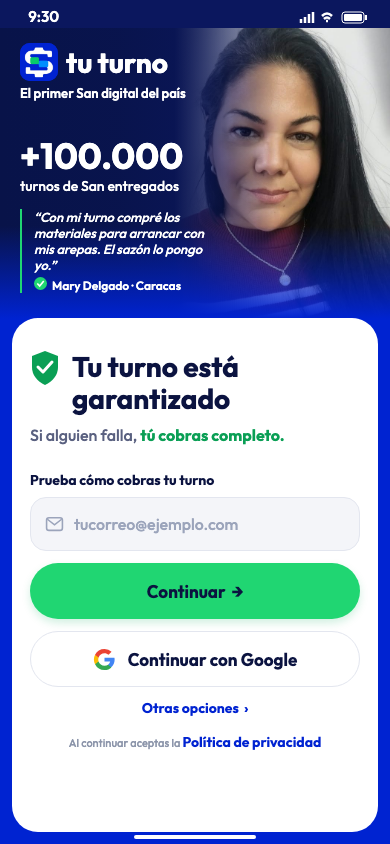 9:30
tu turno
El primer San digital del país
+100.000
turnos de San entregados
“Con mi turno compré los
materiales para arrancar con
mis arepas. El sazón lo pongo
yo.”
Mary Delgado · Caracas
Tu turno está
garantizado
Si alguien falla, tú cobras completo.
Prueba cómo cobras tu turno
tucorreo@ejemplo.com
Continuar →
Continuar con Google
Otras opciones ›
Al continuar aceptas la Política de privacidad